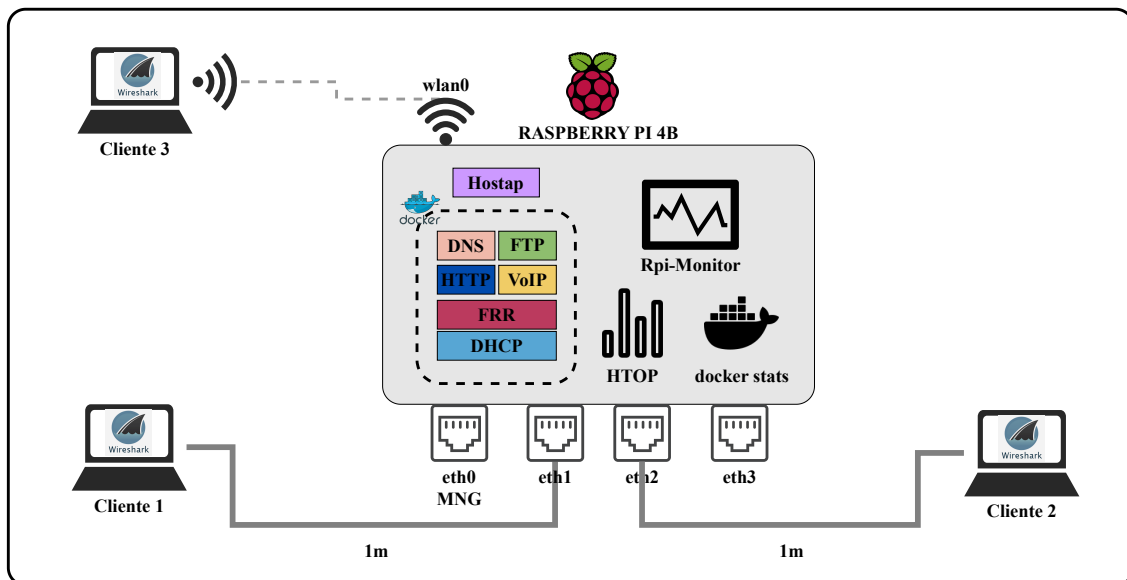 Wireshark
Cliente 3
wlan0
RASPBERRY PI 4B
Hostap
docker
DNS
FTP
HTTP
VoIP
FRR
DHCP
Rpi-Monitor
HTOP
docker stats
Wireshark
Cliente 1
eth0
MNG
eth1
eth2
eth3
Wireshark
Cliente 2
1m
1m